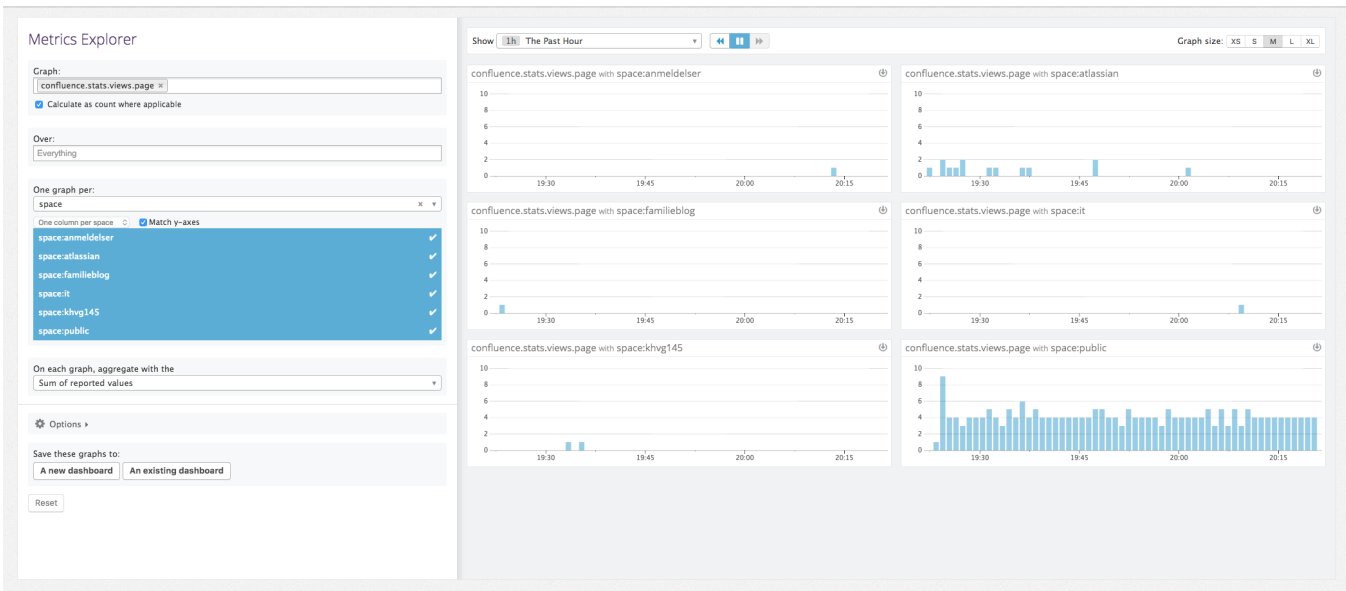 Metrics Explorer
Graph:
confluence.stats.views.page ×
Calculate as count where applicable
Over:
Everything
One graph per:
space × ▼
One column per space Match y-axes
space:anmeldelser ✔
space:atlassian ✔
space:familieblog ✔
space:it ✔
space:khvg145 ✔
space:public ✔
On each graph, aggregate with the
Sum of reported values ▼
Options ▸
Save these graphs to:
A new dashboard An existing dashboard
Reset
Show 1h The Past Hour ▼
Graph size: XS S M L XL
confluence.stats.views.page with space:anmeldelser
10
8
6
4
2
0
19:30 19:45 20:00 20:15
confluence.stats.views.page with space:atlassian
10
8
6
4
2
0
19:30 19:45 20:00 20:15
confluence.stats.views.page with space:familieblog
10
8
6
4
2
0
19:30 19:45 20:00 20:15
confluence.stats.views.page with space:it
10
8
6
4
2
0
19:30 19:45 20:00 20:15
confluence.stats.views.page with space:khvg145
10
8
6
4
2
0
19:30 19:45 20:00 20:15
confluence.stats.views.page with space:public
10
8
6
4
2
0
19:30 19:45 20:00 20:15